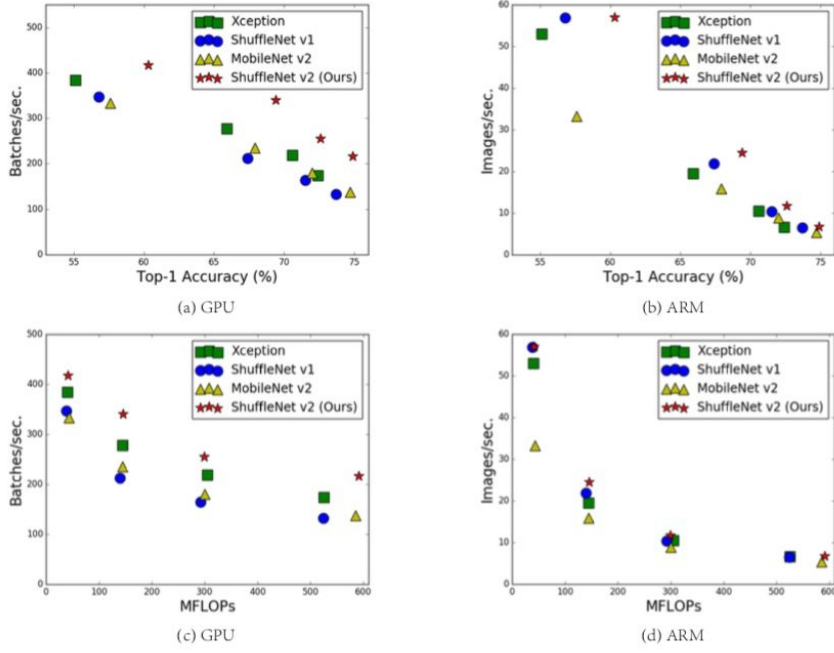 Xception
ShuffleNet v1
MobileNet v2
ShuffleNet v2 (Ours)
Batches/sec.
500
400
300
200
100
0
55 60 65 70 75
Top-1 Accuracy (%)
(a) GPU
Xception
ShuffleNet v1
MobileNet v2
ShuffleNet v2 (Ours)
Images/sec.
60
50
40
30
20
10
0
55 60 65 70 75
Top-1 Accuracy (%)
(b) ARM
Xception
ShuffleNet v1
MobileNet v2
ShuffleNet v2 (Ours)
Batches/sec.
500
400
300
200
100
0
0 100 200 300 400 500 600
MFLOPs
(c) GPU
Xception
ShuffleNet v1
MobileNet v2
ShuffleNet v2 (Ours)
Images/sec.
60
50
40
30
20
10
0
0 100 200 300 400 500 600
MFLOPs
(d) ARM